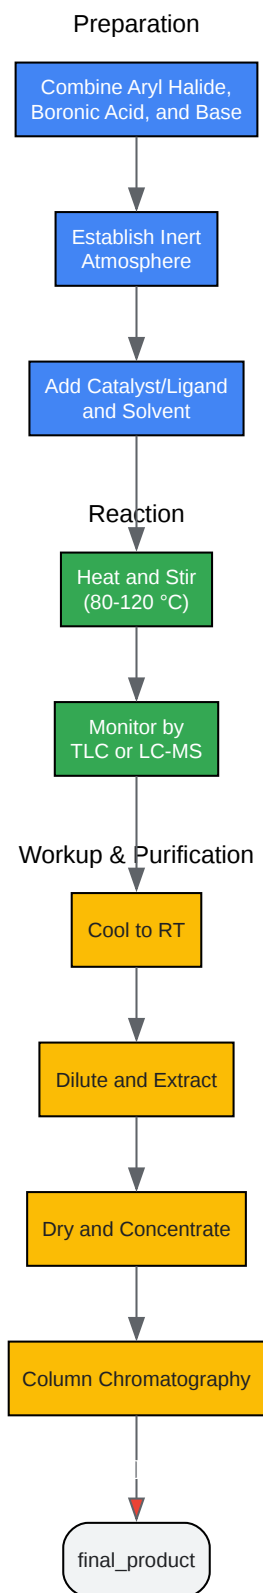 Preparation
Combine Aryl Halide,
Boronic Acid, and Base
Establish Inert
Atmosphere
Add Catalyst/Ligand
and Solvent
Reaction
Heat and Stir
(80-120 °C)
Monitor by
TLC or LC-MS
Workup & Purification
Cool to RT
Dilute and Extract
Dry and Concentrate
Column Chromatography
final_product